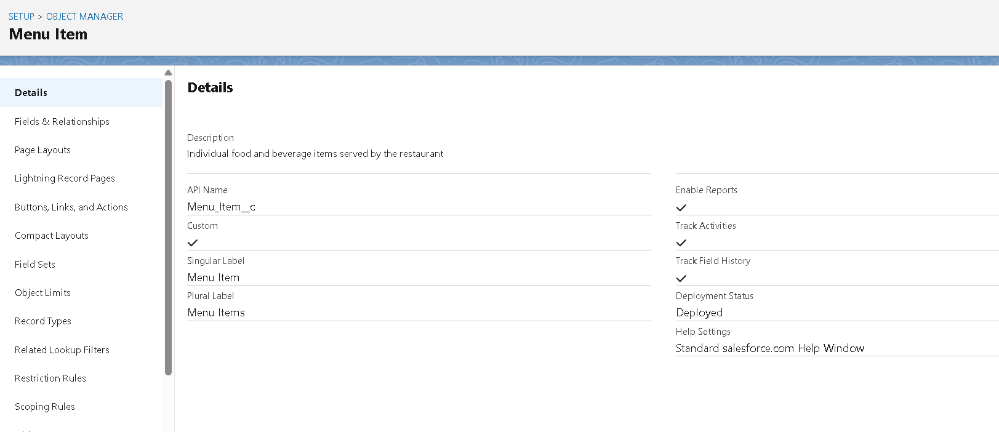 SETUP > OBJECT MANAGER
Menu Item
Details
Fields & Relationships
Page Layouts
Lightning Record Pages
Buttons, Links, and Actions
Compact Layouts
Field Sets
Object Limits
Record Types
Related Lookup Filters
Restriction Rules
Scoping Rules
Details
Description
Individual food and beverage items served by the restaurant
API Name
Menu_Item__c
Custom
Singular Label
Menu Item
Plural Label
Menu Items
Enable Reports
Track Activities
Track Field History
Deployment Status
Deployed
Help Settings
Standard salesforce.com Help Window